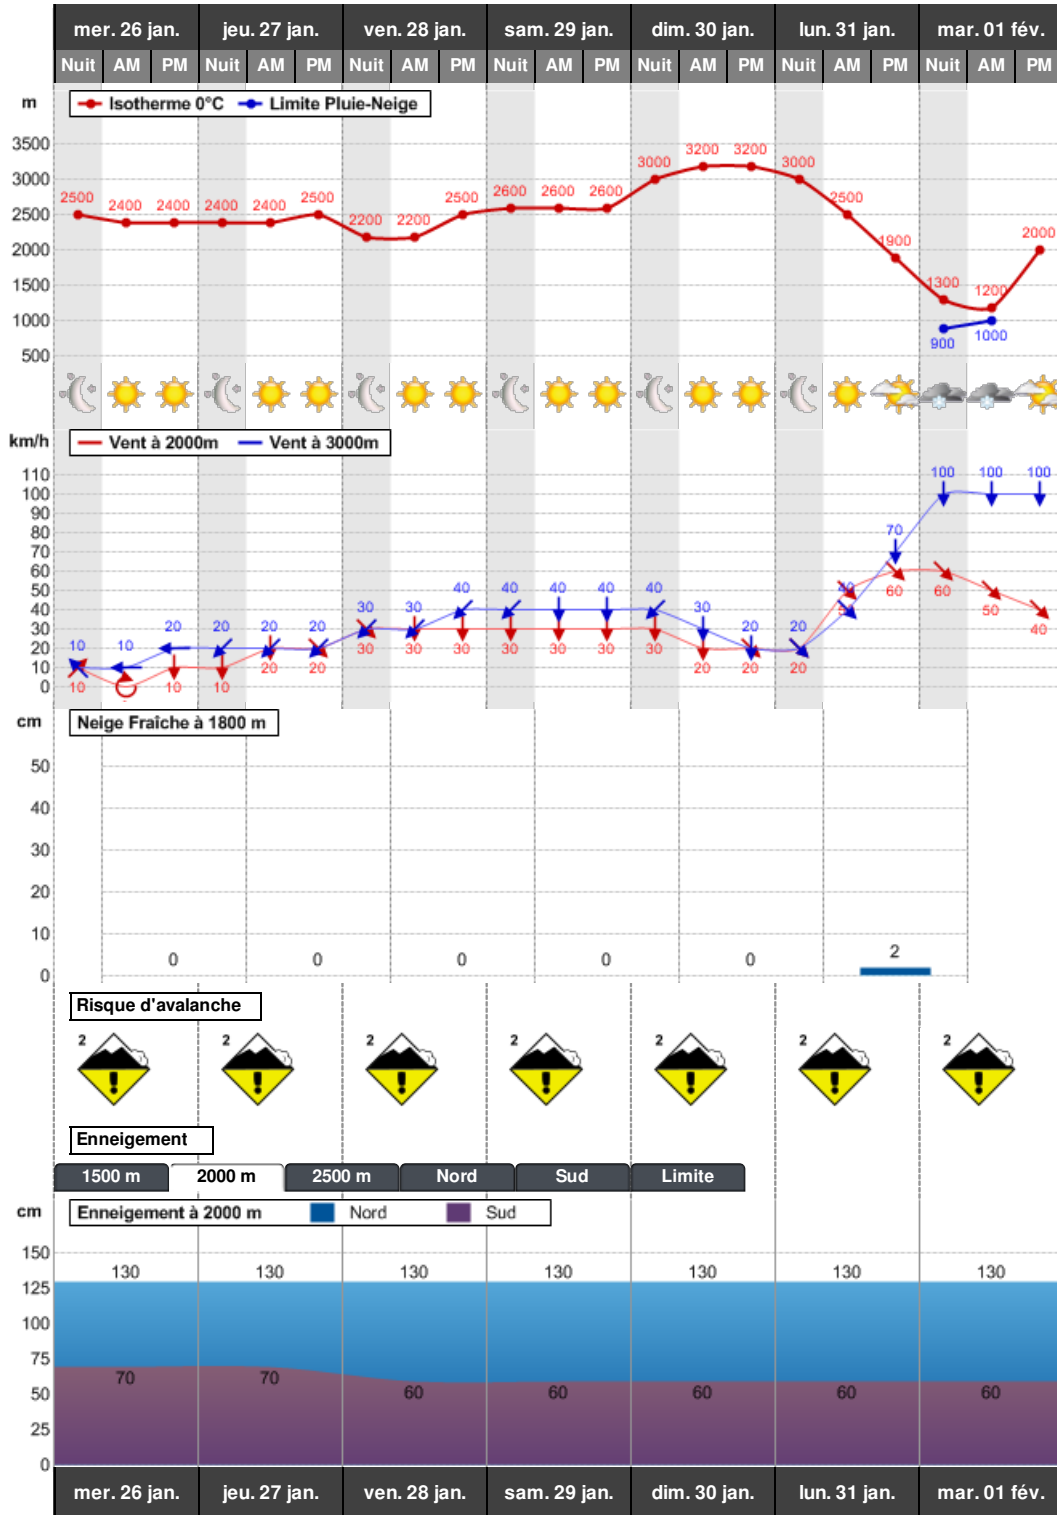 mer. 26 jan. jeu. 27 jan. ven. 28 jan. sam. 29 jan. dim. 30 jan. lun. 31 jan. mar. 01 fév.
Nuit AM PM Nuit AM PM Nuit AM PM Nuit AM PM Nuit AM PM Nuit AM PM Nuit AM PM
m Isotherme 0°C Limite Pluie-Neige
3500
3000
2500
2000
1500
1000
500
2500 2400 2400 2400 2400 2500 2200 2200 2500 2600 2600 2600 3000 3200 3200 3000 2500 1900 1300 1200 2000
900 1000
km/h Vent à 2000m Vent à 3000m
110
100
90
80
70
60
50
40
30
20
10
0
10 10 20 20 20 20 30 30 40 40 40 40 40 30 20 20 40 70 100 100 100
10 10 10 20 20 30 30 30 30 30 30 30 20 20 20 60 60 50 40
cm Neige Fraîche à 1800 m
50
40
30
20
10
0
0 0 0 0 0 2
Risque d'avalanche
2 2 2 2 2 2 2
Enneigement
1500 m 2000 m 2500 m Nord Sud Limite
cm Enneigement à 2000 m Nord Sud
150
125
100
75
50
25
0
130 130 130 130 130 130 130
70 70 60 60 60 60 60
mer. 26 jan. jeu. 27 jan. ven. 28 jan. sam. 29 jan. dim. 30 jan. lun. 31 jan. mar. 01 fév.